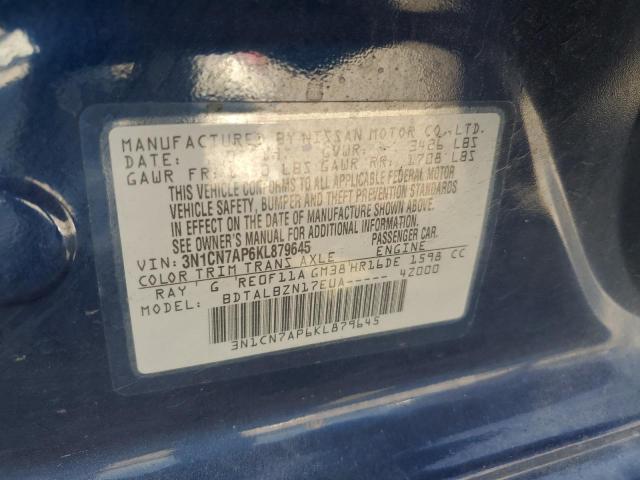 MANUFACTURED BY NISSAN MOTOR CO.,LTD.
DATE: GVWR: 3426 LBS
GAWR FR: LBS GAWR RR: 1708 LBS
THIS VEHICLE CONFORMS TO ALL APPLICABLE FEDERAL MOTOR
VEHICLE SAFETY, BUMPER AND THEFT PREVENTION STANDARDS
IN EFFECT ON THE DATE OF MANUFACTURE SHOWN ABOVE.
SEE OWNER'S MANUAL FOR ADDITIONAL INFORMATION.
VIN: 3N1CN7AP6KL879645 PASSENGER CAR
COLOR TRIM TRANS AXLE ENGINE
RAY, G RE0F11A GM38 HR16DE 1598 CC
MODEL: BDTALBZN17EUA----- 4Z000
3N1CN7AP6KL879645